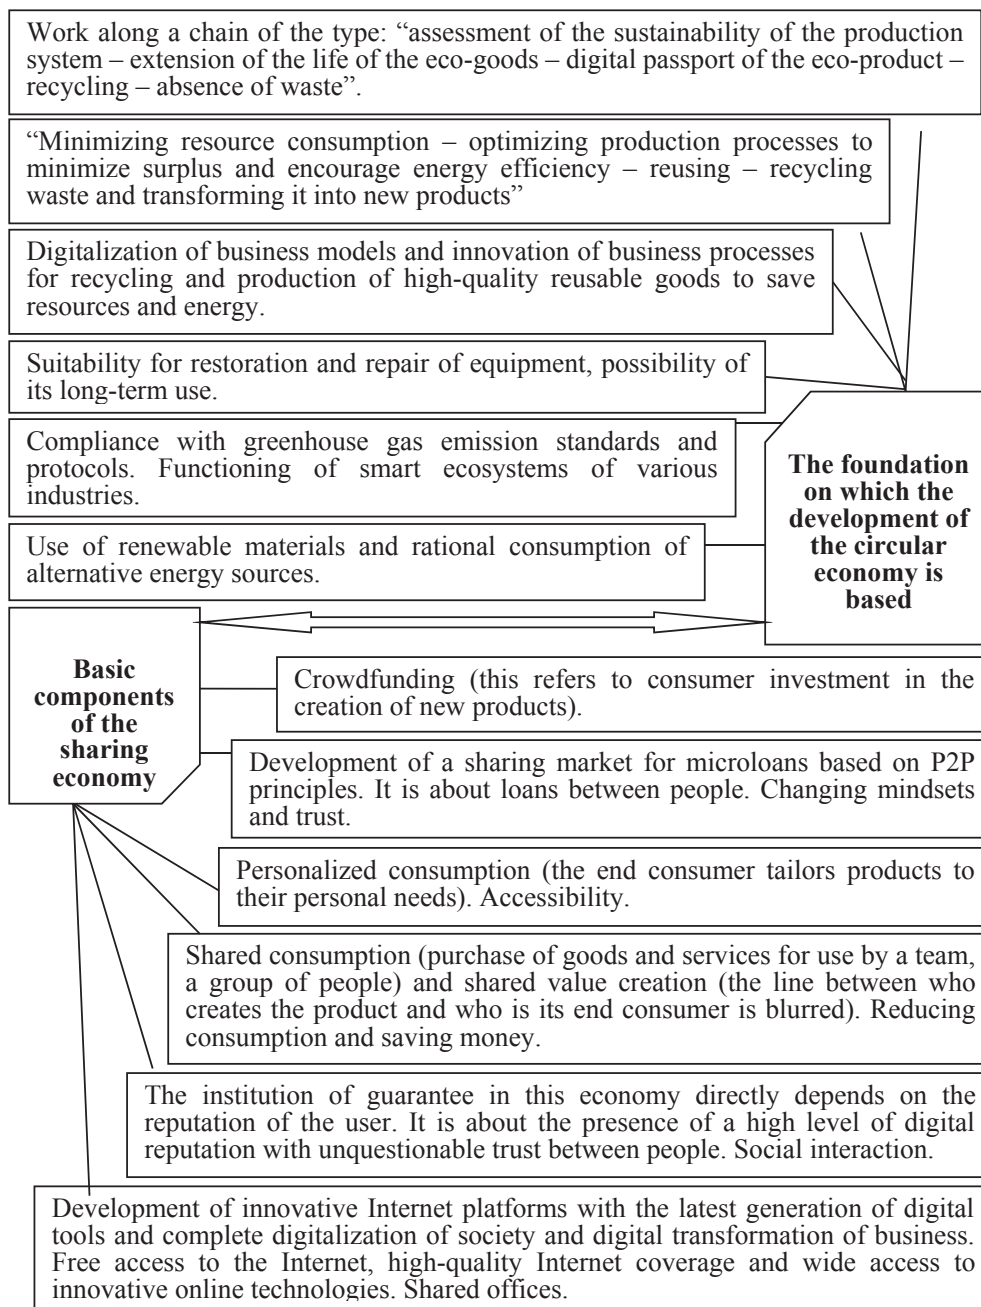 Work along a chain of the type: “assessment of the sustainability of the production
system – extension of the life of the eco-goods – digital passport of the eco-product –
recycling – absence of waste”.
“Minimizing resource consumption – optimizing production processes to
minimize surplus and encourage energy efficiency – reusing – recycling
waste and transforming it into new products”
Digitalization of business models and innovation of business processes
for recycling and production of high-quality reusable goods to save
resources and energy.
Suitability for restoration and repair of equipment, possibility of
its long-term use.
Compliance with greenhouse gas emission standards and
protocols. Functioning of smart ecosystems of various
industries.
Use of renewable materials and rational consumption of
alternative energy sources.
The foundation
on which the
development of
the circular
economy is
based
Basic
components
of the
sharing
economy
Crowdfunding (this refers to consumer investment in the
creation of new products).
Development of a sharing market for microloans based on P2P
principles. It is about loans between people. Changing mindsets
and trust.
Personalized consumption (the end consumer tailors products to
their personal needs). Accessibility.
Shared consumption (purchase of goods and services for use by a team,
a group of people) and shared value creation (the line between who
creates the product and who is its end consumer is blurred). Reducing
consumption and saving money.
The institution of guarantee in this economy directly depends on the
reputation of the user. It is about the presence of a high level of digital
reputation with unquestionable trust between people. Social interaction.
Development of innovative Internet platforms with the latest generation of digital
tools and complete digitalization of society and digital transformation of business.
Free access to the Internet, high-quality Internet coverage and wide access to
innovative online technologies. Shared offices.